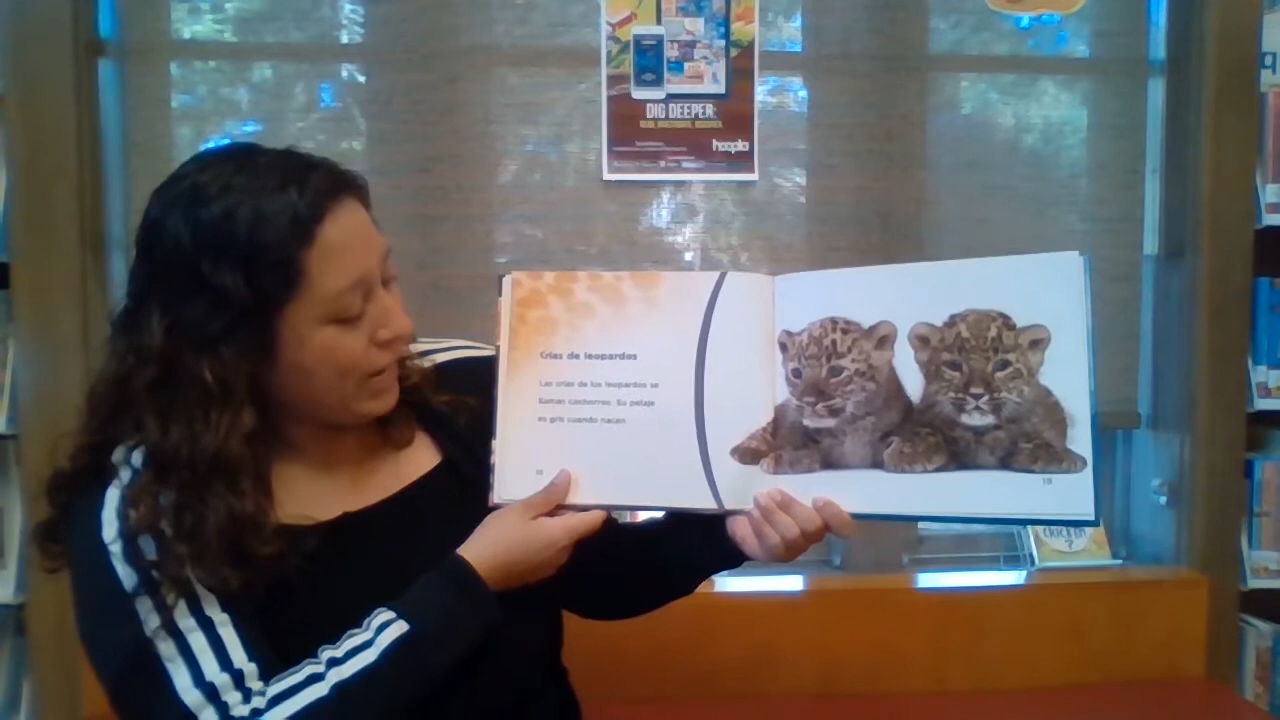 DIG DEEPER:
hoopla
Crías de leopardos
Las crías de los leopardos se
llaman cachorros. Su pelaje
es gris cuando nacen
19
CHICKEN
?